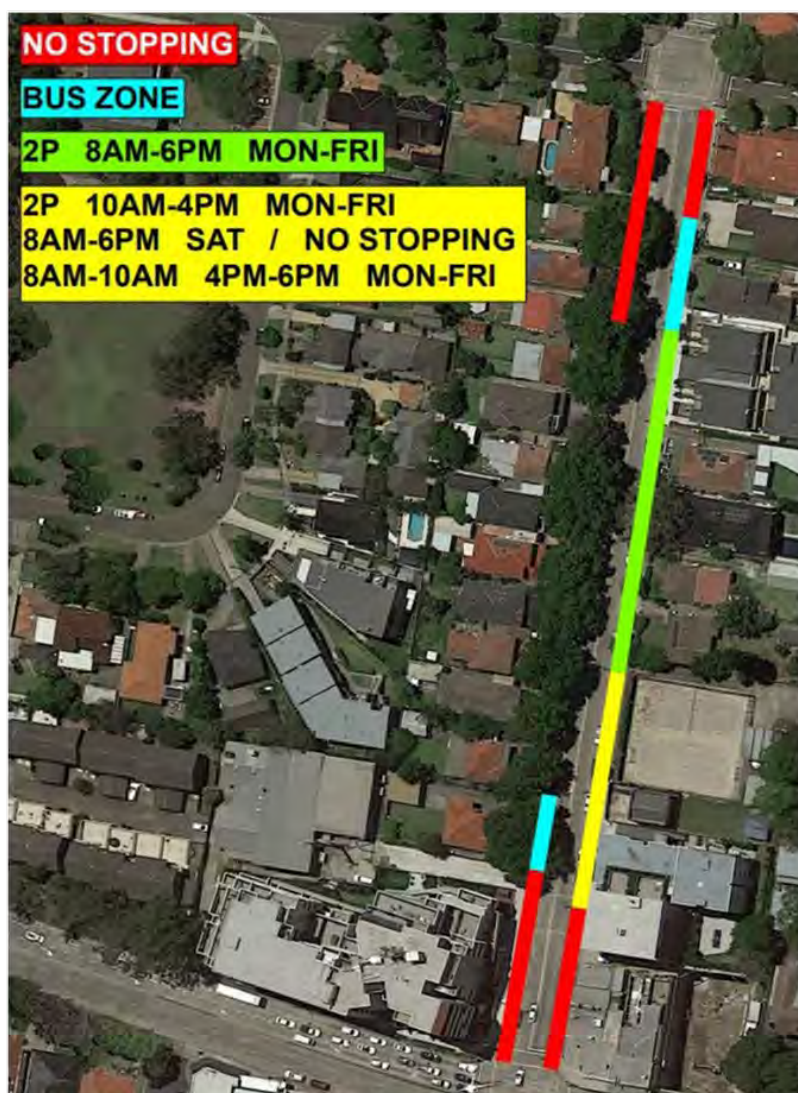 NO STOPPING
BUS ZONE
2P 8AM-6PM MON-FRI
2P 10AM-4PM MON-FRI
8AM-6PM SAT / NO STOPPING
8AM-10AM 4PM-6PM MON-FRI